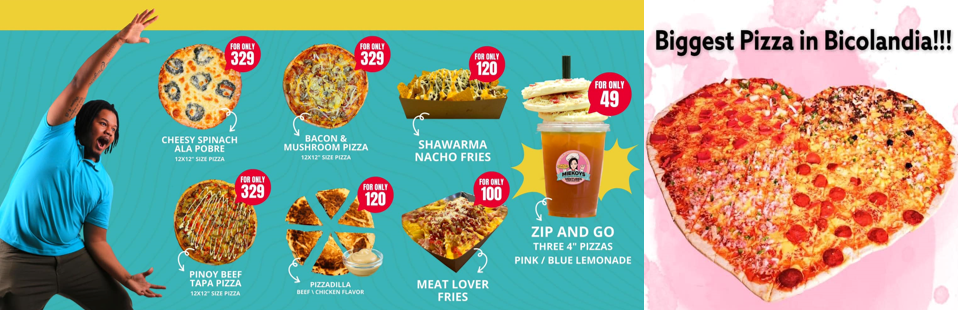 FOR ONLY
329
CHEESY SPINACH
ALA POBRE
12X12" SIZE PIZZA
FOR ONLY
329
BACON &
MUSHROOM PIZZA
12X12" SIZE PIZZA
FOR ONLY
120
SHAWARMA
NACHO FRIES
FOR ONLY
49
MIEKOYS
ZIP AND GO
THREE 4" PIZZAS
PINK / BLUE LEMONADE
FOR ONLY
329
PINOY BEEF
TAPA PIZZA
12X12" SIZE PIZZA
FOR ONLY
120
PIZZADILLA
BEEF \ CHICKEN FLAVOR
FOR ONLY
100
MEAT LOVER
FRIES
Biggest Pizza in Bicolandia!!!